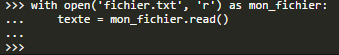 >>> with open('fichier.txt', 'r') as mon_fichier:
...     texte = mon_fichier.read()
...
>>>